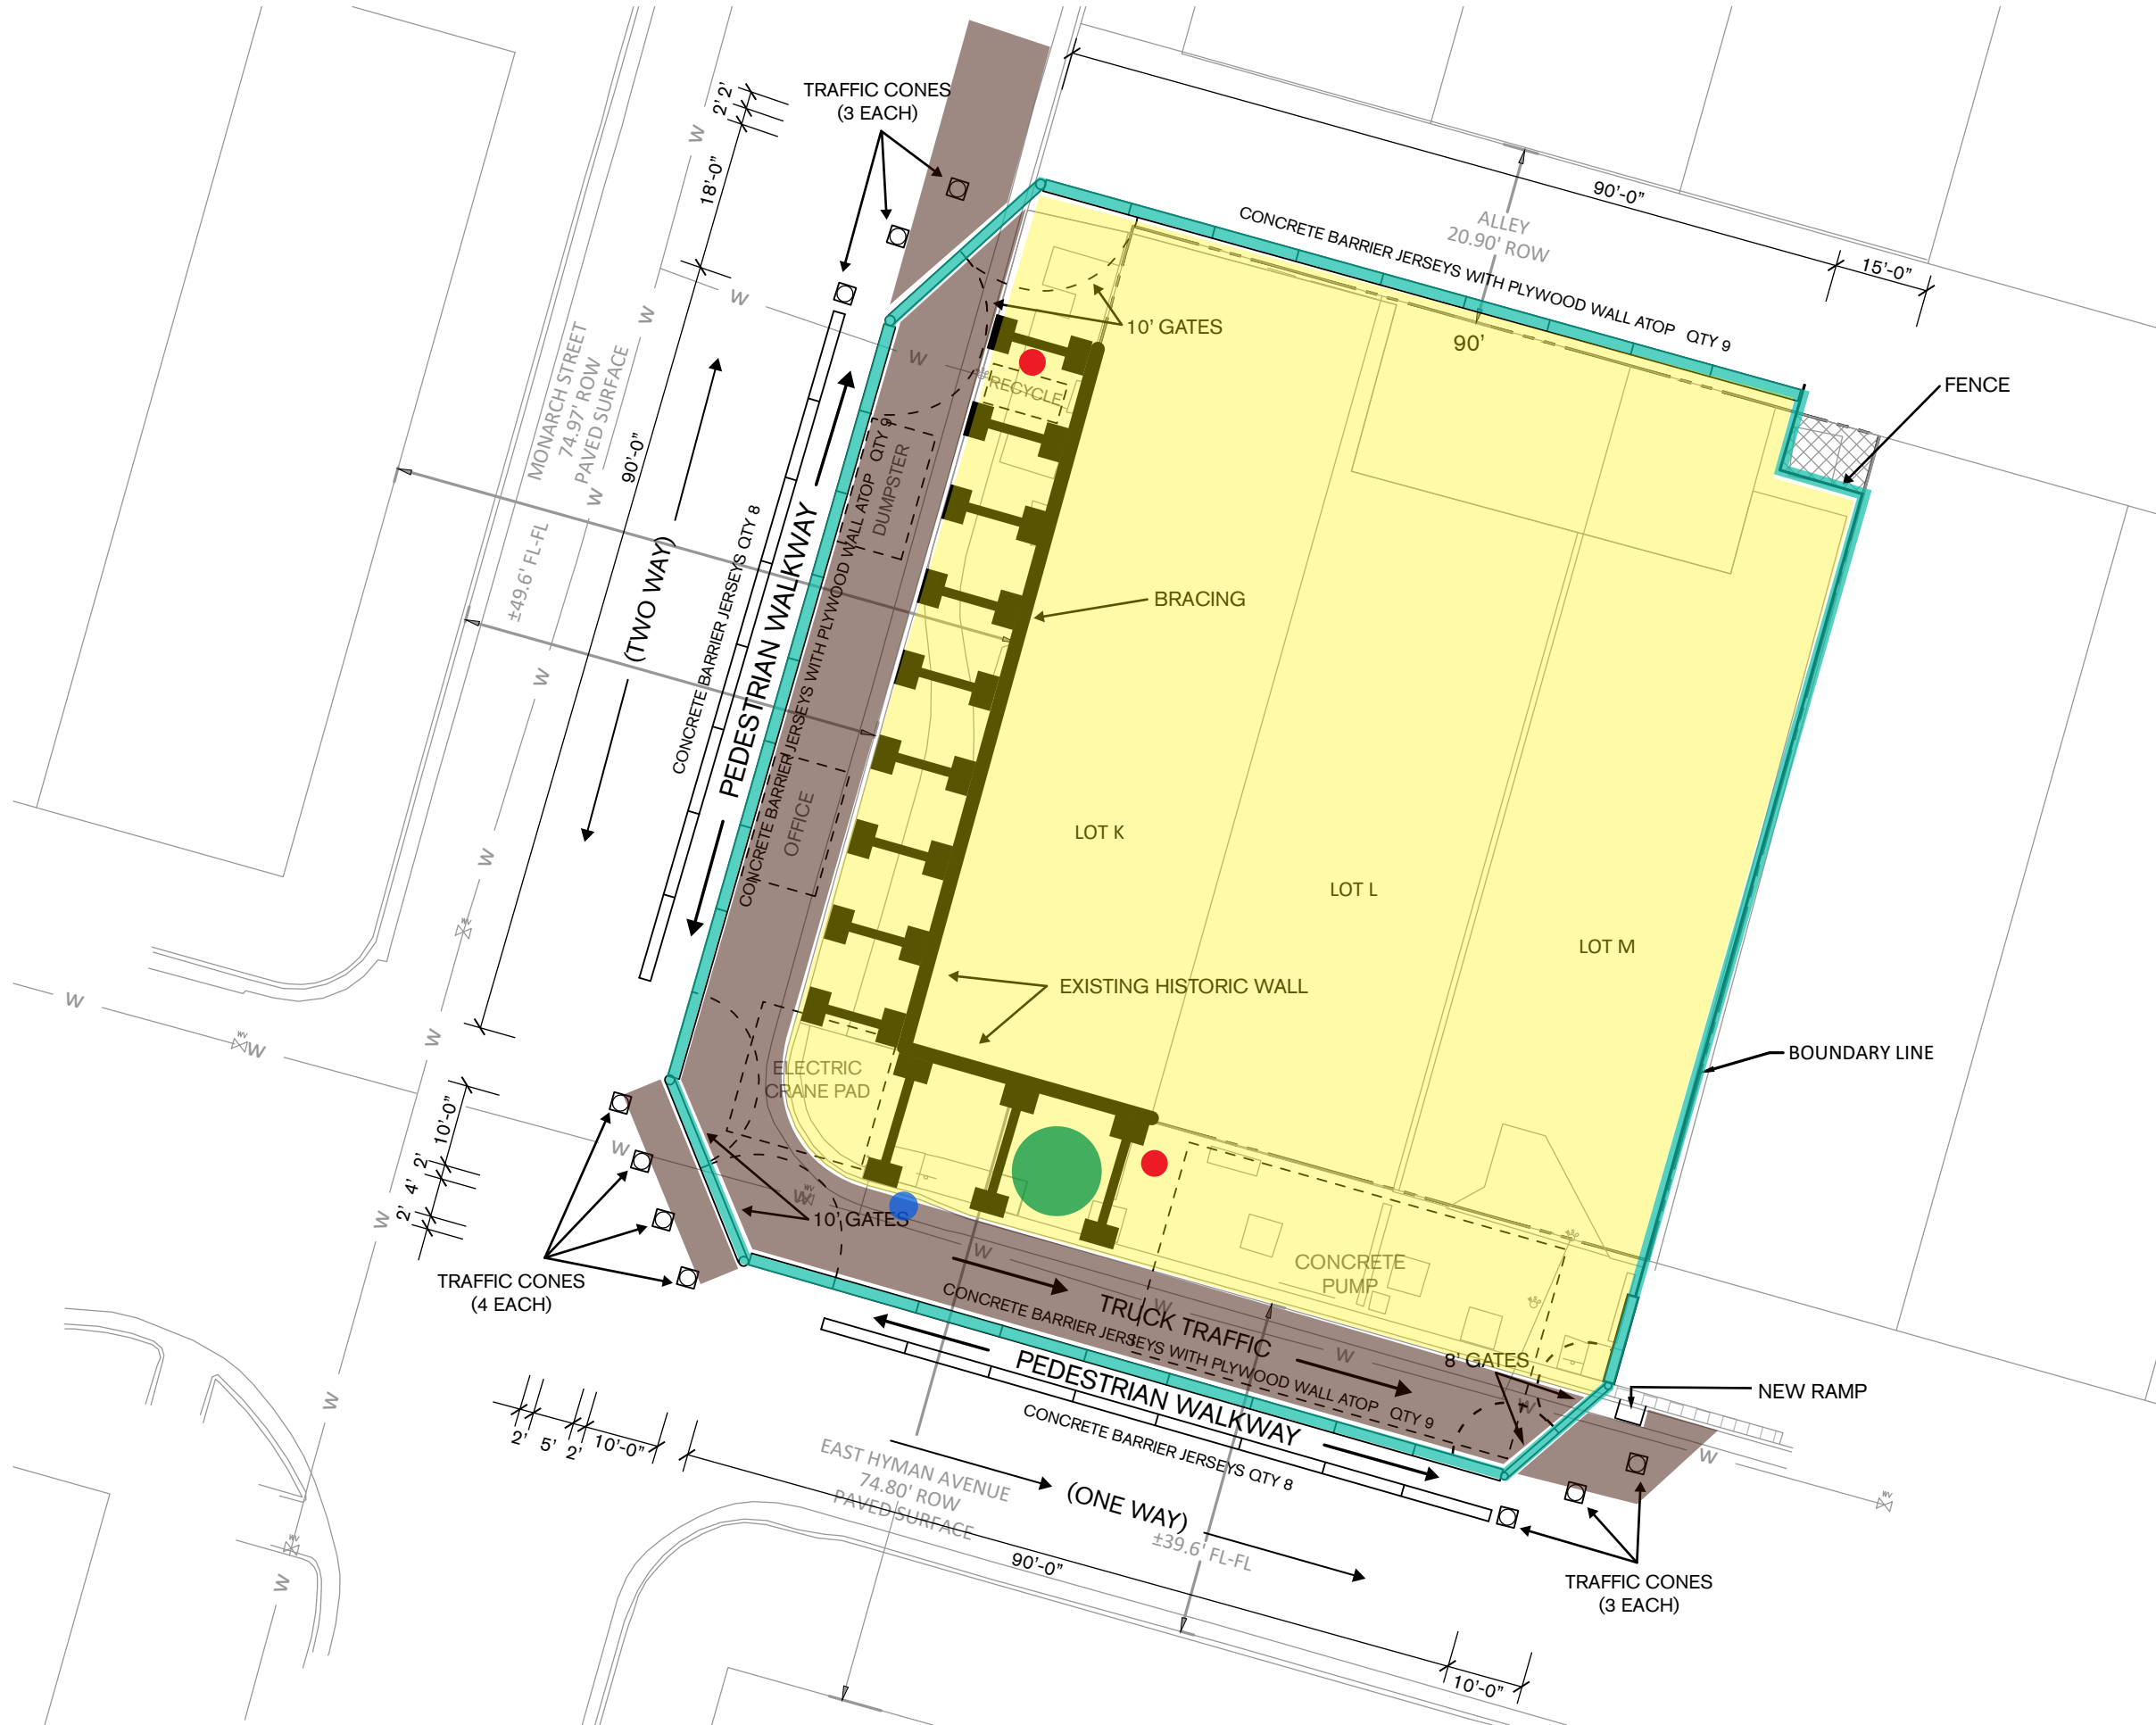 TRAFFIC CONES
(3 EACH)
2'
2'
18'-0"
W
90'-0"
ALLEY
20.90' ROW
15'-0"
CONCRETE BARRIER JERSEYS WITH PLYWOOD WALL ATOP QTY 9
90'
10' GATES
FENCE
W
W
W
RECYCLE
DUMPSTER
MONARCH STREET
74.97' ROW
PAVED SURFACE
W
90'-0"
±49.6' FL-FL
(TWO WAY)
CONCRETE BARRIER JERSEYS QTY 8
PEDESTRIAN WALKWAY
CONCRETE BARRIER JERSEYS WITH PLYWOOD WALL ATOP QTY 9
BRACING
W
OFFICE
LOT K
LOT L
LOT M
W
WV
EXISTING HISTORIC WALL
W
WV
W
W
BOUNDARY LINE
ELECTRIC
CRANE PAD
10'-0"
2'
4'
2'
W
W
W
WV
10' GATES
TRAFFIC CONES
(4 EACH)
W
CONCRETE
PUMP
TRUCK TRAFFIC
W
W
CONCRETE BARRIER JERSEYS WITH PLYWOOD WALL ATOP QTY 9
8' GATES
W
NEW RAMP
PEDESTRIAN WALKWAY
CONCRETE BARRIER JERSEYS QTY 8
W
2'
5'
2'
10'-0"
W
WV
EAST HYMAN AVENUE
74.80' ROW
PAVED SURFACE
(ONE WAY)
±39.6' FL-FL
90'-0"
WV
W
TRAFFIC CONES
(3 EACH)
10'-0"